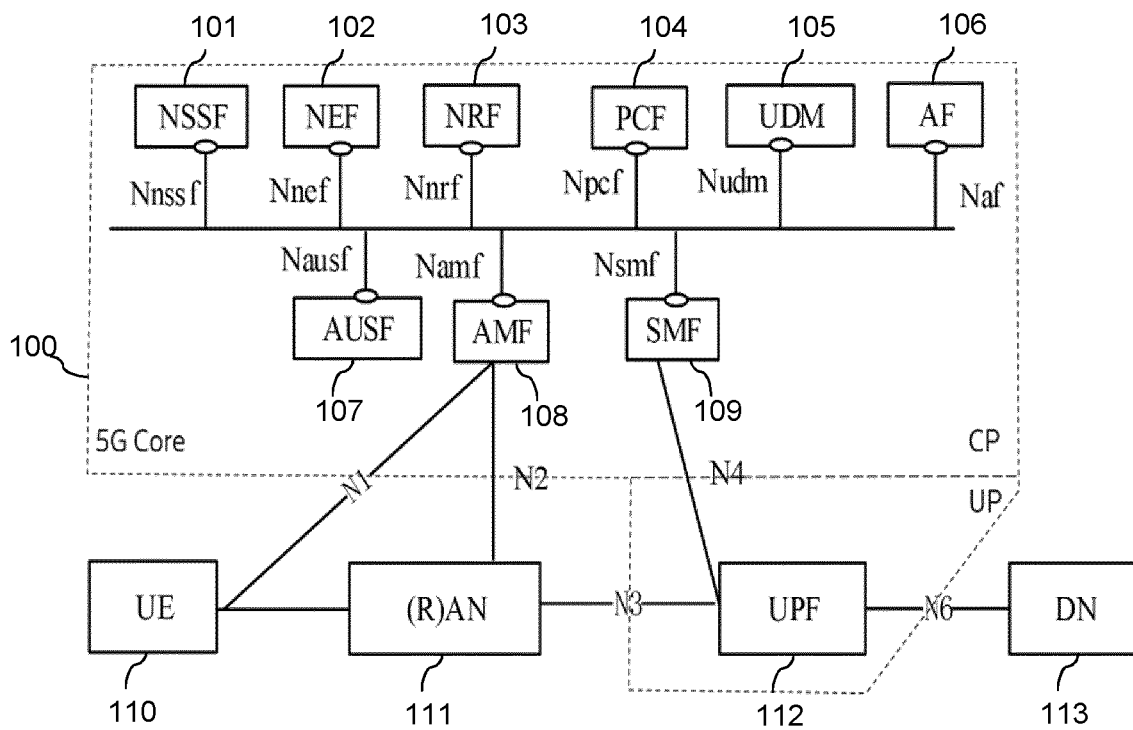 101 102 103 104 105 106
NSSF NEF NRF PCF UDM AF
Nnssf Nnef Nnrf Npcf Nudm Naf
Nausf Namf Nsmf
AUSF AMF SMF
100
107 108 109
5G Core CP
N1 N2 N4
UP
UE (R)AN N3 UPF N6 DN
110 111 112 113